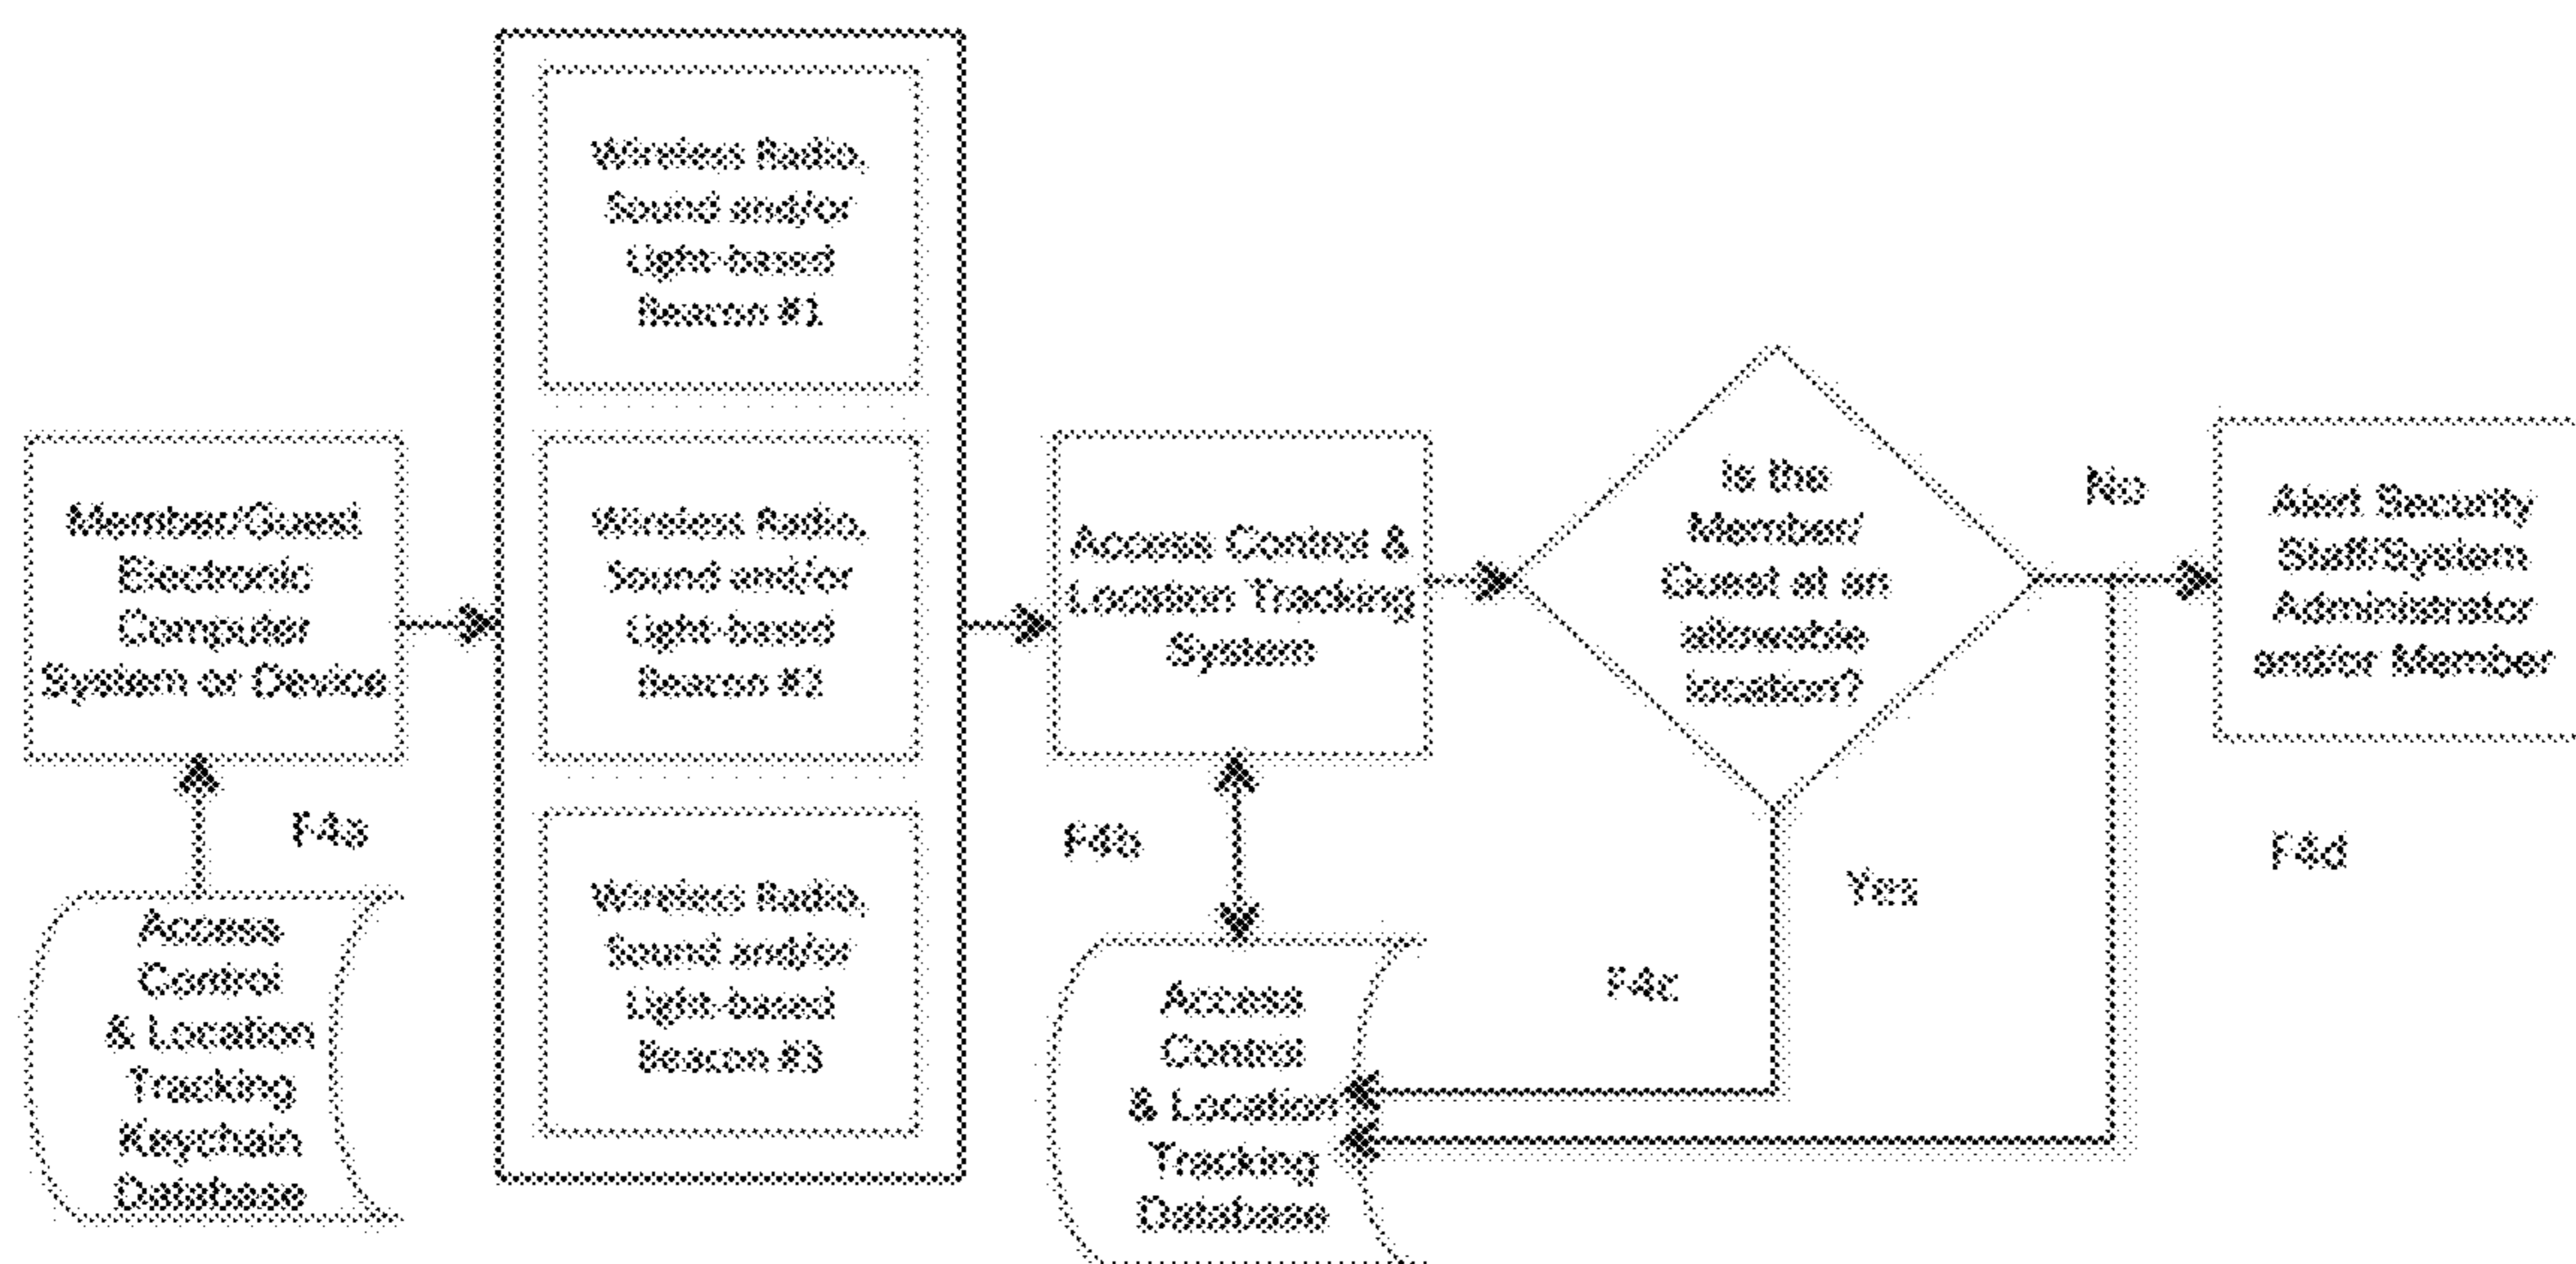 Wireless Radio,
Sound and/or
Light-based
Beacon #1
Member/Guest
Electronic
Computer
System or Device
Wireless Radio,
Sound and/or
Light-based
Beacon #2
Access Control &
Location Tracking
System
Is the
Member/
Guest at an
allowable
location?
No
Alert Security
Staff/System
Administrator
and/or Member
F4a
F4b
Yes
F4d
Access
Control
& Location
Tracking
Keychain
Database
Wireless Radio,
Sound and/or
Light-based
Beacon #3
Access
Control
& Location
Tracking
Database
F4c